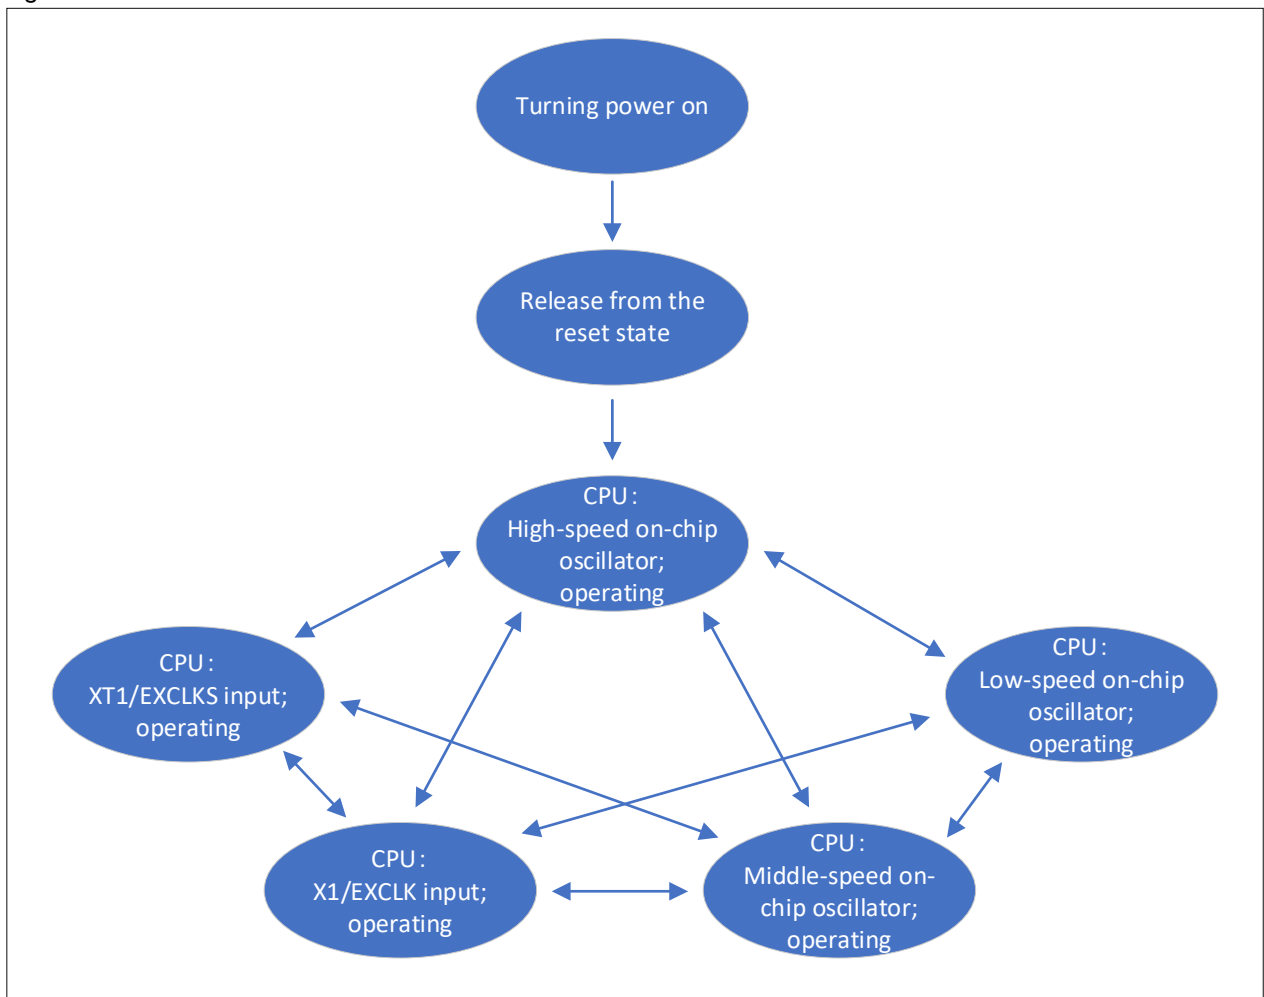 Turning power on
Release from the
reset state
CPU:
High-speed on-chip
oscillator;
operating
CPU:
XT1/EXCLKS input;
operating
CPU:
Low-speed on-chip
oscillator;
operating
CPU:
X1/EXCLK input;
operating
CPU:
Middle-speed on-
chip oscillator;
operating